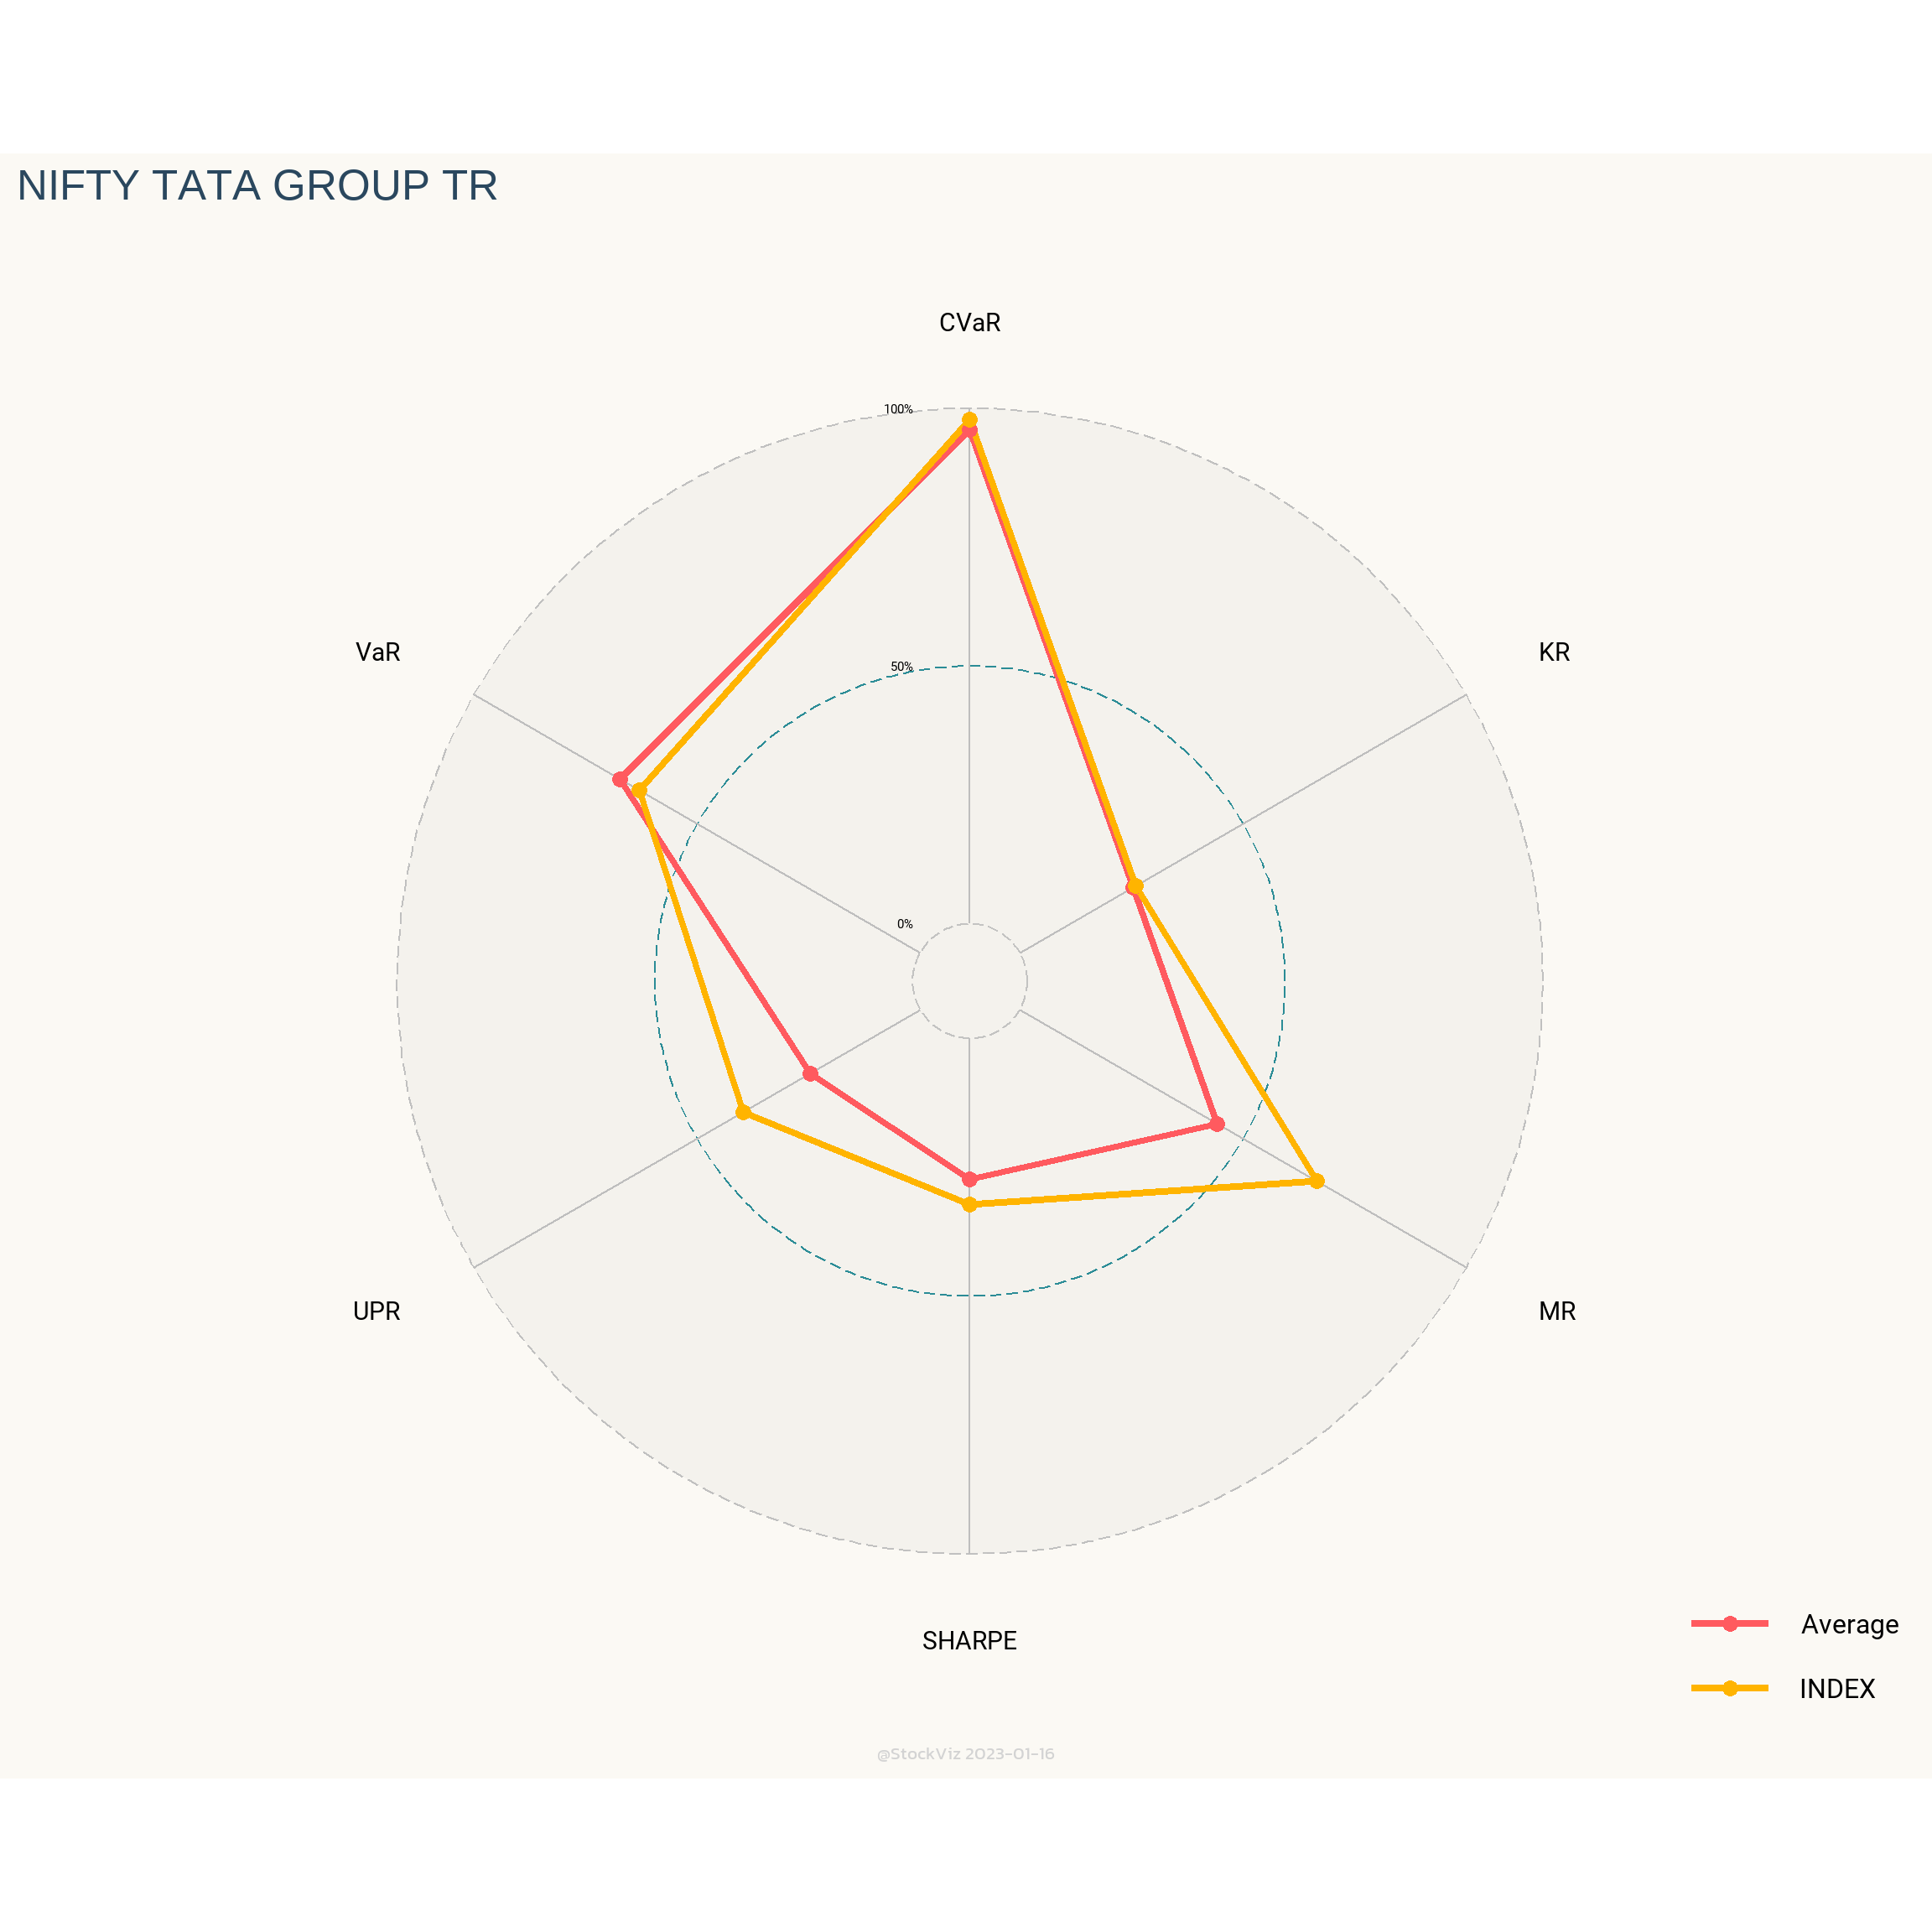 NIFTY TATA GROUP TR
CVaR
100%
VaR
KR
50%
0%
UPR
MR
SHARPE
Average
INDEX
@StockViz 2023-01-16